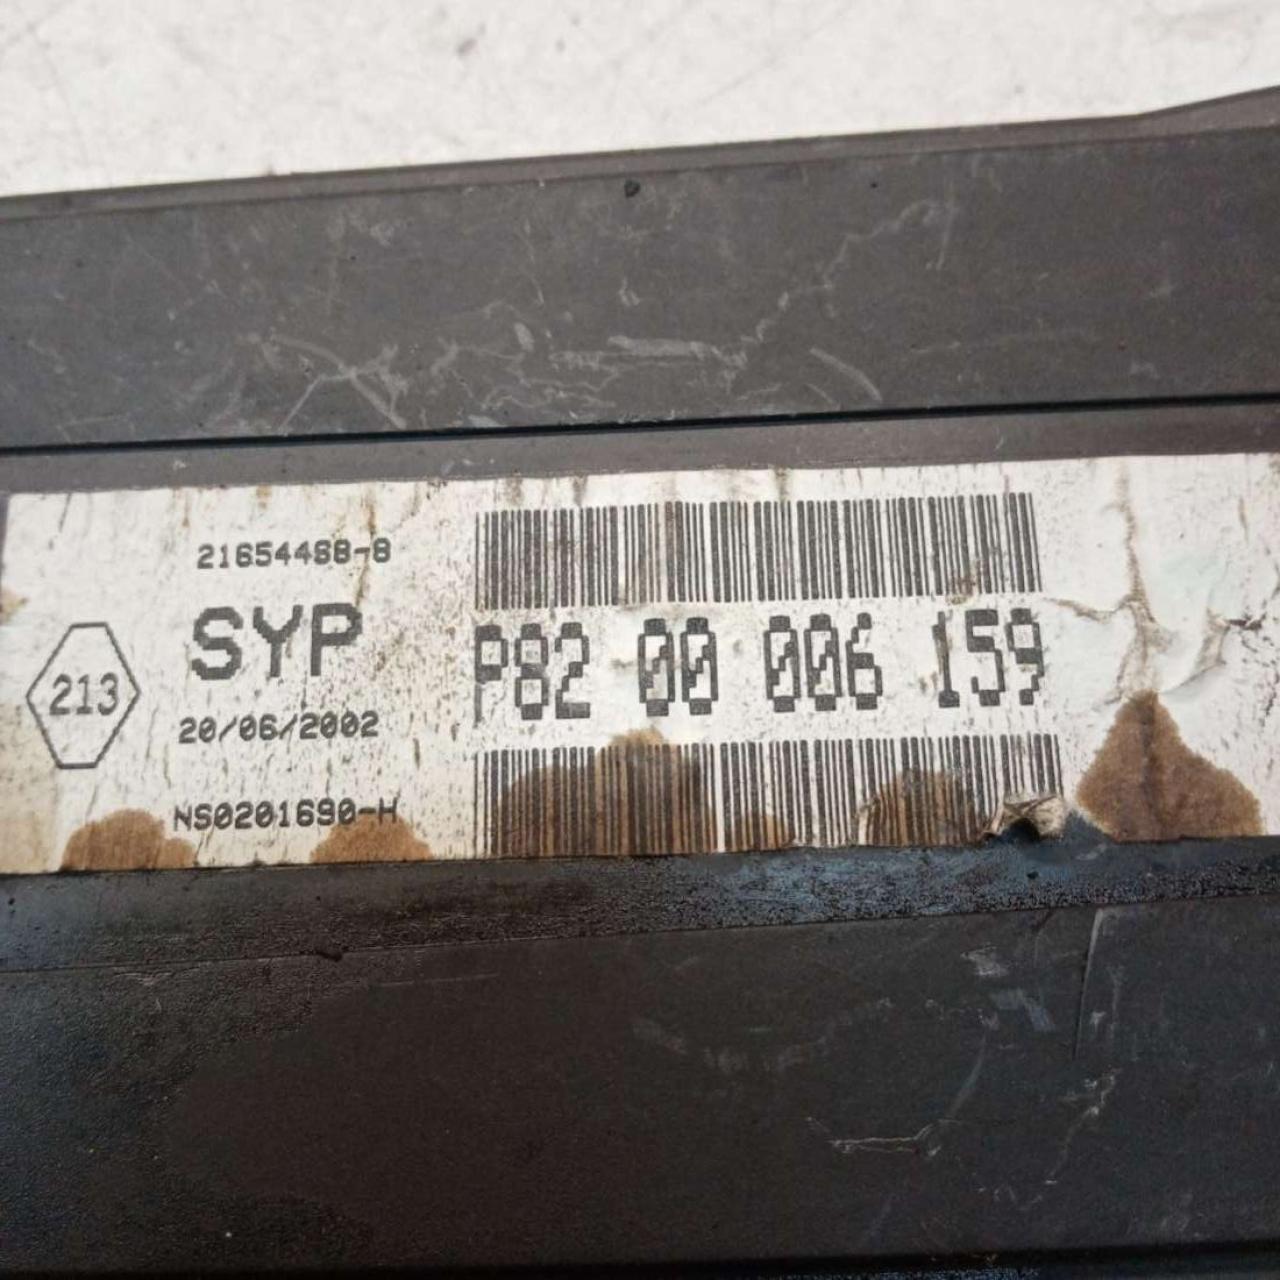 21654488-8
SYP
213
20/06/2002
NS0201690-H
P82 00 006 159